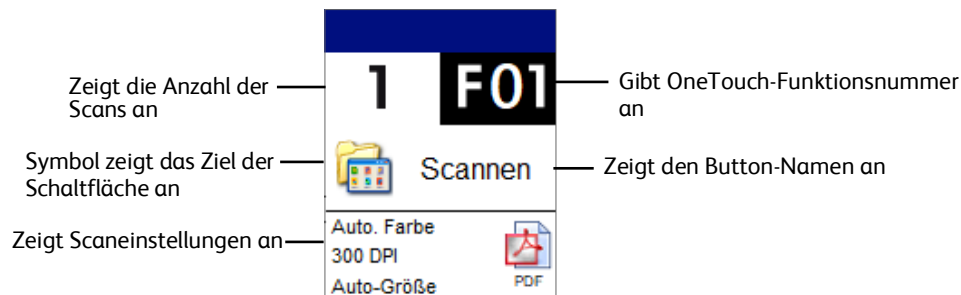 Zeigt die Anzahl der
Scans an
1
F01
Gibt OneTouch-Funktionsnummer
an
Symbol zeigt das Ziel der
Schaltfläche an
Scannen
Zeigt den Button-Namen an
Zeigt Scaneinstellungen an
Auto. Farbe
300 DPI
Auto-Größe
PDF